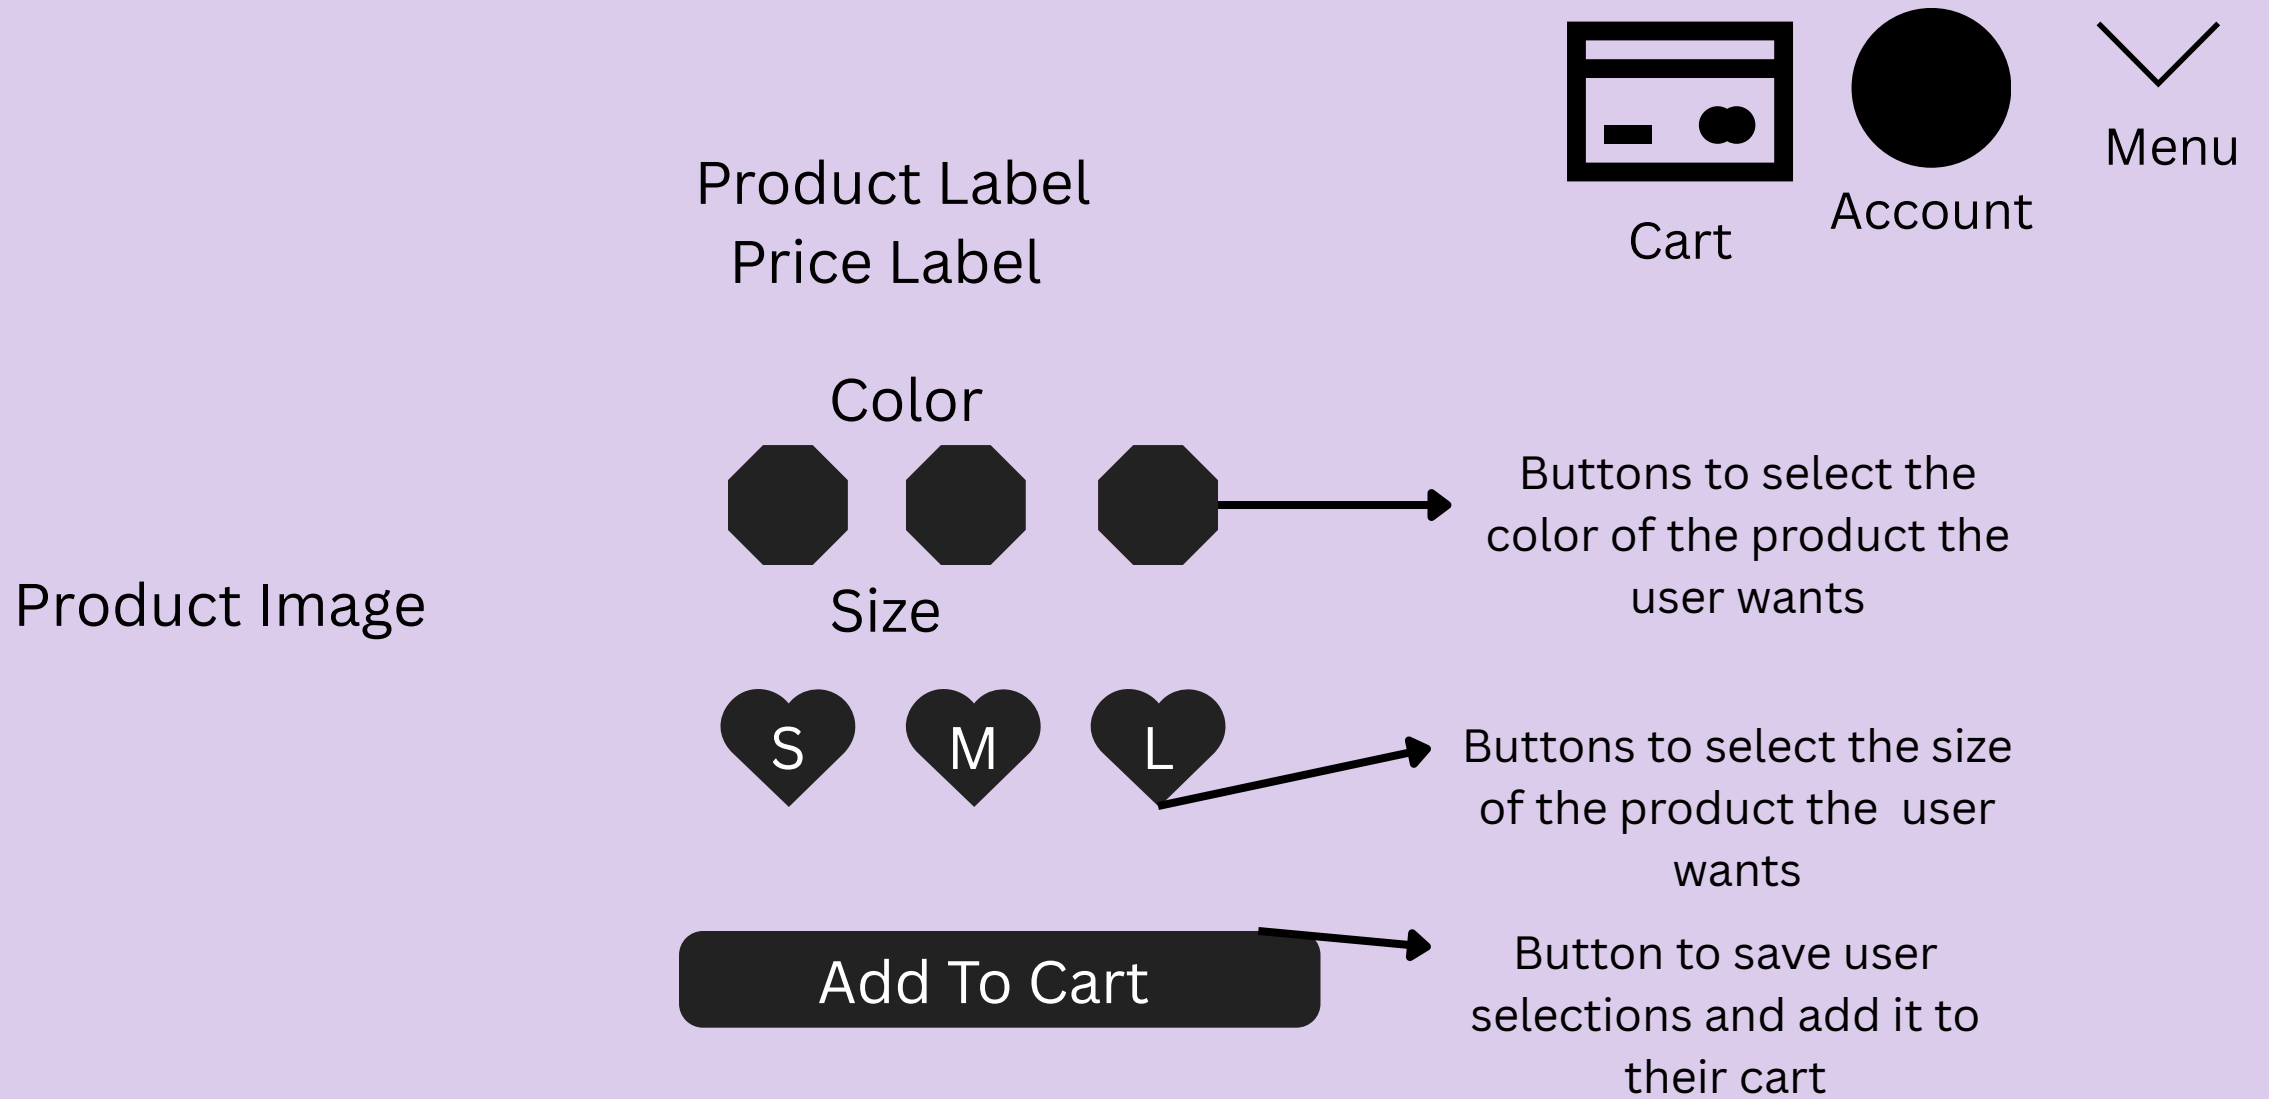 Menu
Account
Cart
Product Label
Price Label
Color
Buttons to select the
color of the product the
user wants
Product Image
Size
S M L
Buttons to select the size
of the product the  user
wants
Add To Cart
Button to save user
selections and add it to
their cart